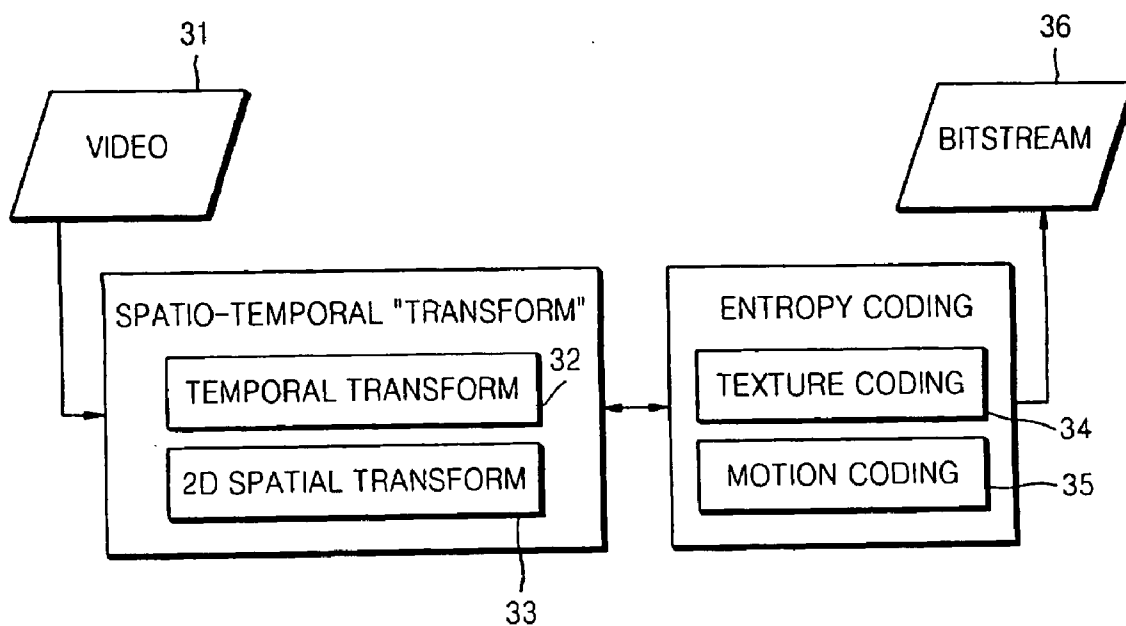 31
36
VIDEO
BITSTREAM
SPATIO-TEMPORAL "TRANSFORM"
TEMPORAL TRANSFORM
32
2D SPATIAL TRANSFORM
33
ENTROPY CODING
TEXTURE CODING
34
MOTION CODING
35